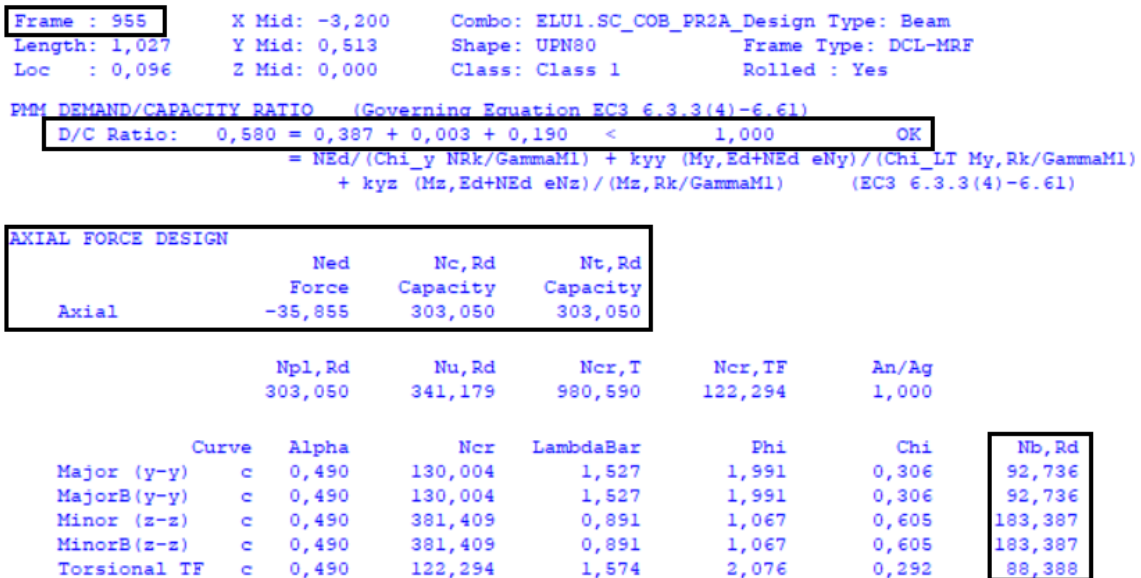 Frame : 955 X Mid: -3,200 Combo: ELU1.SC_COB_PR2A_Design Type: Beam
Length: 1,027 Y Mid: 0,513 Shape: UPN80 Frame Type: DCL-MRF
Loc : 0,096 Z Mid: 0,000 Class: Class 1 Rolled : Yes
PMM DEMAND/CAPACITY RATIO (Governing Equation EC3 6.3.3(4)-6.61)
D/C Ratio: 0,580 = 0,387 + 0,003 + 0,190 < 1,000 OK
= NEd/(Chi_y NRk/GammaM1) + kyy (My,Ed+NEd eNy)/(Chi_LT My,Rk/GammaM1)
+ kyz (Mz,Ed+NEd eNz)/(Mz,Rk/GammaM1) (EC3 6.3.3(4)-6.61)
AXIAL FORCE DESIGN
Ned Nc,Rd Nt,Rd
Force Capacity Capacity
Axial -35,855 303,050 303,050
Npl,Rd Nu,Rd Ncr,T Ncr,TF An/Ag
303,050 341,179 980,590 122,294 1,000
Curve Alpha Ncr LambdaBar Phi Chi Nb,Rd
Major (y-y) c 0,490 130,004 1,527 1,991 0,306 92,736
MajorB(y-y) c 0,490 130,004 1,527 1,991 0,306 92,736
Minor (z-z) c 0,490 381,409 0,891 1,067 0,605 183,387
MinorB(z-z) c 0,490 381,409 0,891 1,067 0,605 183,387
Torsional TF c 0,490 122,294 1,574 2,076 0,292 88,388